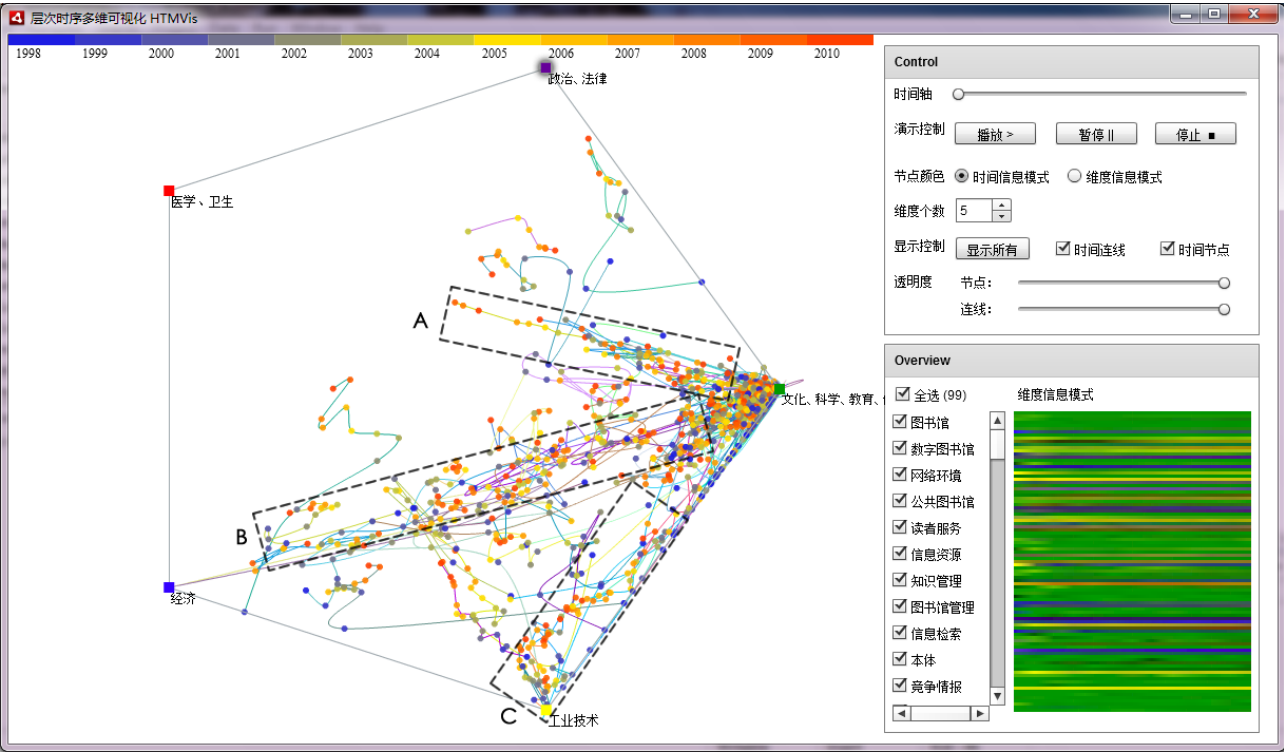 层次时序多维可视化 HTMVis
1998 1999 2000 2001 2002 2003 2004 2005 2006 2007 2008 2009 2010
政治、法律
医学、卫生
A
文化、科学、教育、
B
经济
C
工业技术
Control
时间轴
演示控制 播放 > 暂停 || 停止 ■
节点颜色 时间信息模式 维度信息模式
维度个数 5
显示控制 显示所有 时间连线 时间节点
透明度 节点:
连线:
Overview
全选 (99) 维度信息模式
图书馆
数字图书馆
网络环境
公共图书馆
读者服务
信息资源
知识管理
图书馆管理
信息检索
本体
竞争情报